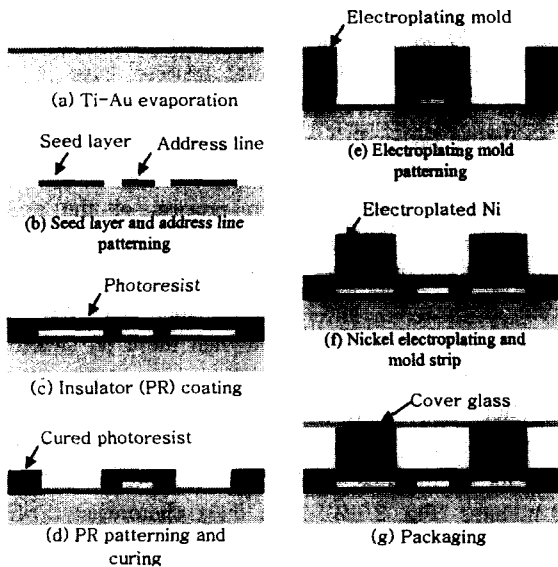 (a) Ti-Au evaporation
Seed layer
Address line
(b) Seed layer and address line
patterning
Photoresist
(c) Insulator (PR) coating
Cured photoresist
(d) PR patterning and
curing
Electroplating mold
(e) Electroplating mold
patterning
Electroplated Ni
(f) Nickel electroplating and
mold strip
Cover glass
(g) Packaging